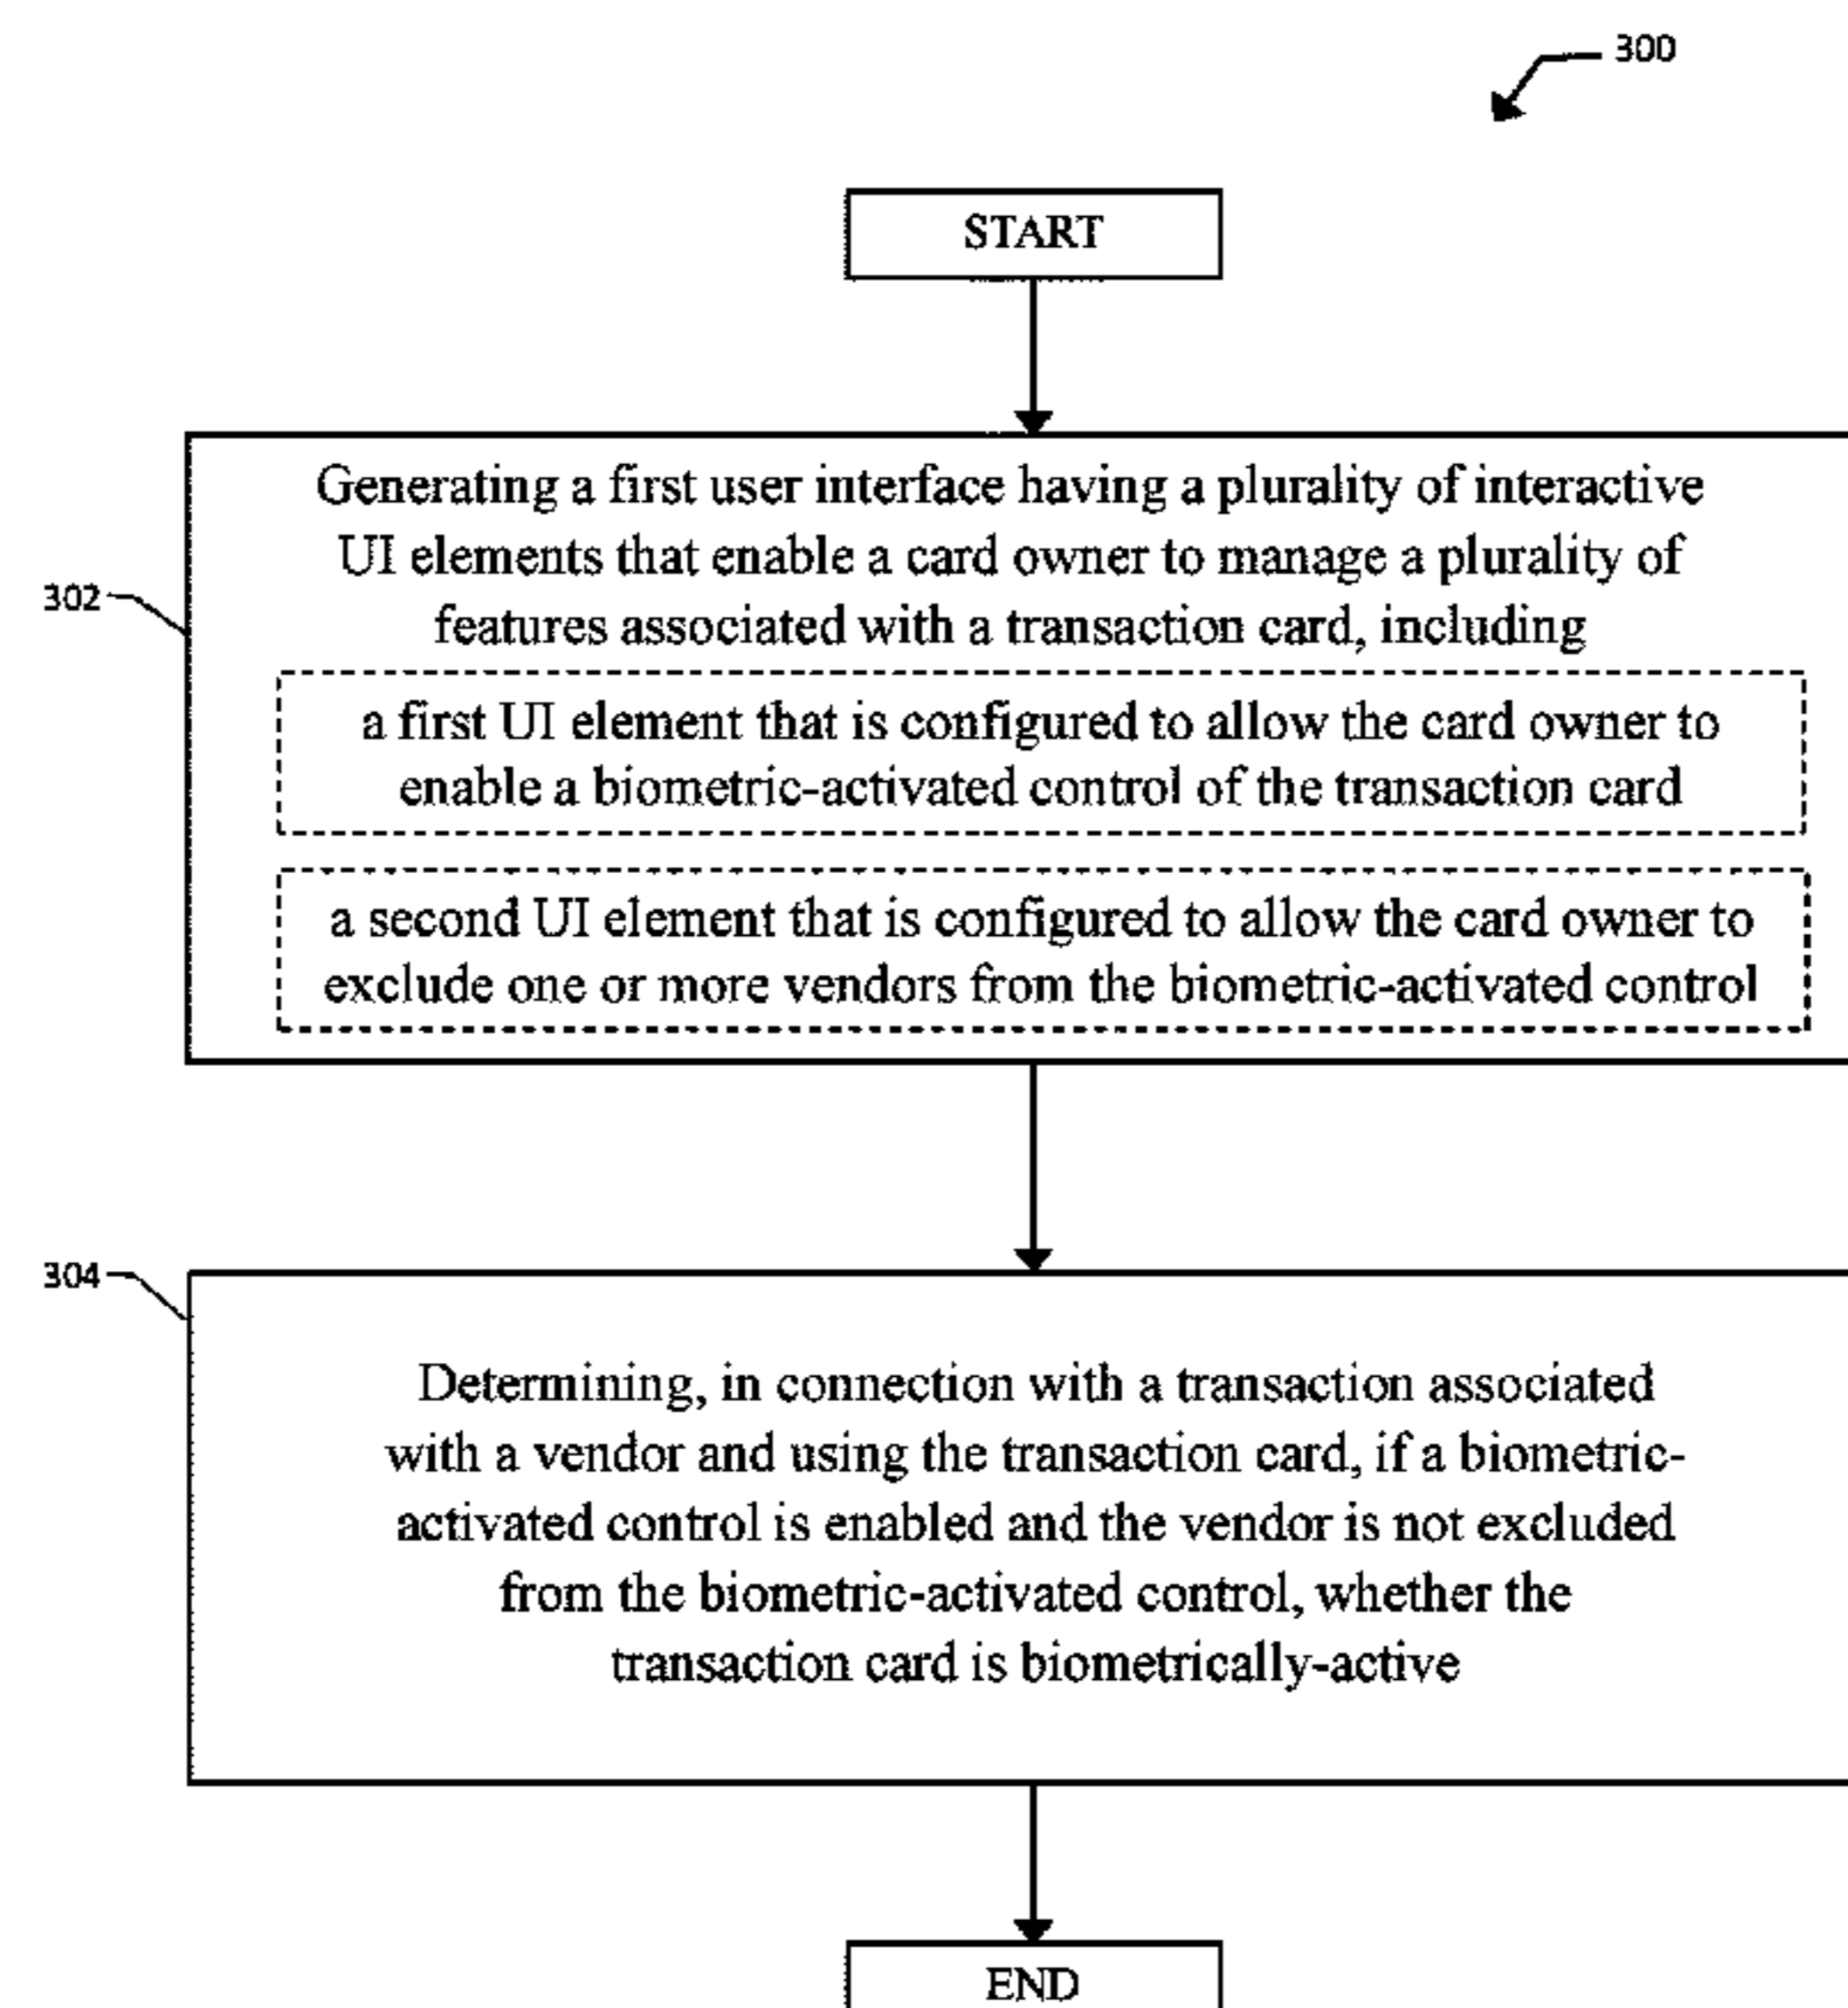 300
START
Generating a first user interface having a plurality of interactive
UI elements that enable a card owner to manage a plurality of
features associated with a transaction card, including
302
a first UI element that is configured to allow the card owner to
enable a biometric-activated control of the transaction card
a second UI element that is configured to allow the card owner to
exclude one or more vendors from the biometric-activated control
304
Determining, in connection with a transaction associated
with a vendor and using the transaction card, if a biometric-
activated control is enabled and the vendor is not excluded
from the biometric-activated control, whether the
transaction card is biometrically-active
END